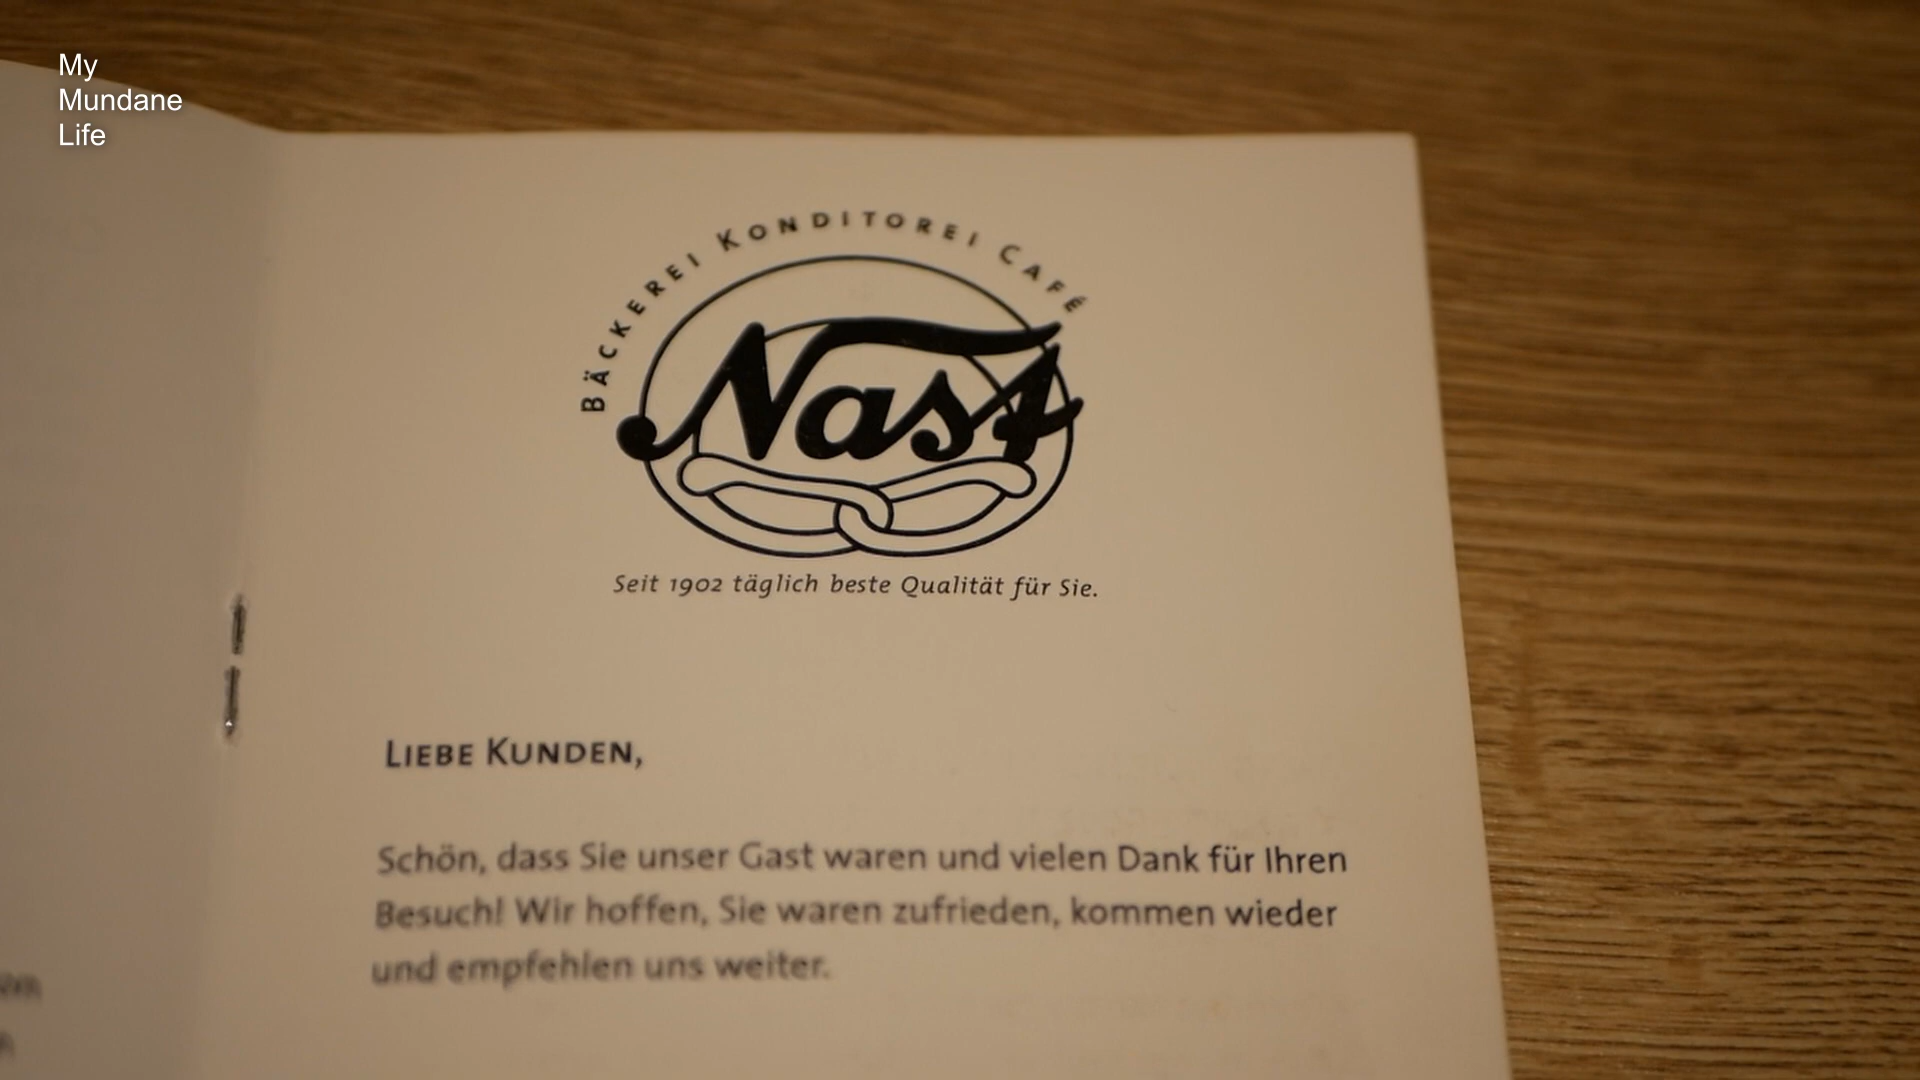 My
Mundane
Life
BÄCKEREI KONDITOREI CAFÉ
Nast
Seit 1902 täglich beste Qualität für Sie.
LIEBE KUNDEN,
Schön, dass Sie unser Gast waren und vielen Dank für Ihren
Besuch! Wir hoffen, Sie waren zufrieden, kommen wieder
und empfehlen uns weiter.